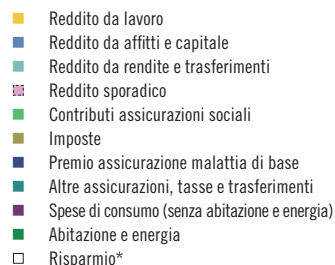 Reddito da lavoro
Reddito da affitti e capitale
Reddito da rendite e trasferimenti
Reddito sporadico
Contributi assicurazioni sociali
Imposte
Premio assicurazione malattia di base
Altre assicurazioni, tasse e trasferimenti
Spese di consumo (senza abitazione e energia)
Abitazione e energia
Risparmio*